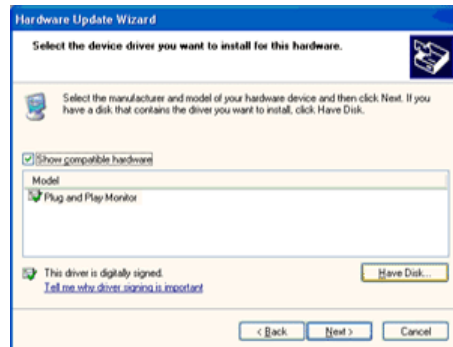 Hardware Update Wizard
Select the device driver you want to install for this hardware.
Select the manufacturer and model of your hardware device and then click Next. If you
have a disk that contains the driver you want to install, click Have Disk.
Show compatible hardware
Model
Plug and Play Monitor
This driver is digitally signed.
Have Disk...
Tell me why driver signing is important
< Back
Next >
Cancel